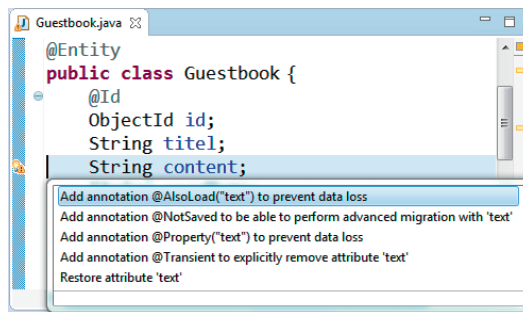 Guestbook.java
@Entity
public class Guestbook {
@Id
ObjectId id;
String titel;
String content;
Add annotation @AlsoLoad("text") to prevent data loss
Add annotation @NotSaved to be able to perform advanced migration with 'text'
Add annotation @Property("text") to prevent data loss
Add annotation @Transient to explicitly remove attribute 'text'
Restore attribute 'text'